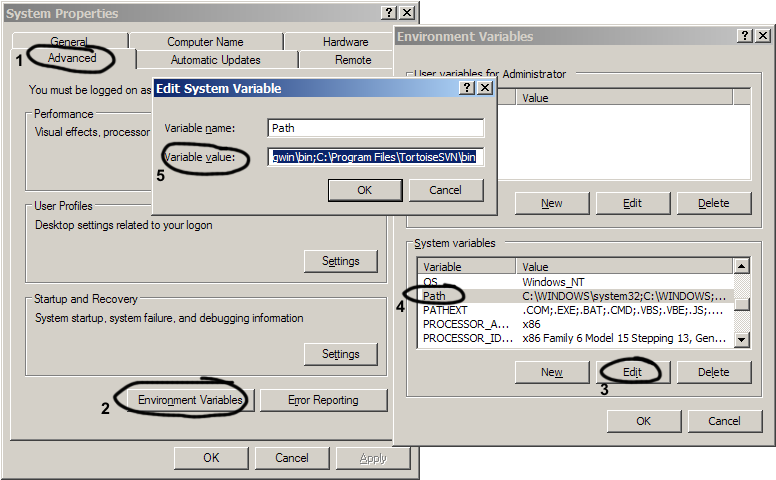 System Properties
General
Computer Name
Hardware
1
Advanced
Automatic Updates
Remote
You must be logged on as
Perfomance
Visual effects, processor
User Profiles
Desktop settings related to your logon
Settings
Startup and Recovery
System startup, system failure, and debugging information
Settings
2
Environment Variables
Error Reporting
OK
Cancel
Apply
Edit System Variable
Variable name:
Path
Variable value:
gwin\bin;C:\Program Files\TortoiseSVN\bin
5
OK
Cancel
Environment Variables
User variables for Administrator
Value
New
Edit
Delete
System variables
Variable
Value
OS
Windows_NT
4
Path
C:\WINDOWS\system32;C:\WINDOWS;...
PATHEXT
.COM;.EXE;.BAT;.CMD;.VBS;.VBE;.JS;...
PROCESSOR_A...
x86
PROCESSOR_ID...
x86 Family 6 Model 15 Stepping 13, Gen...
New
Edit
Delete
3
OK
Cancel